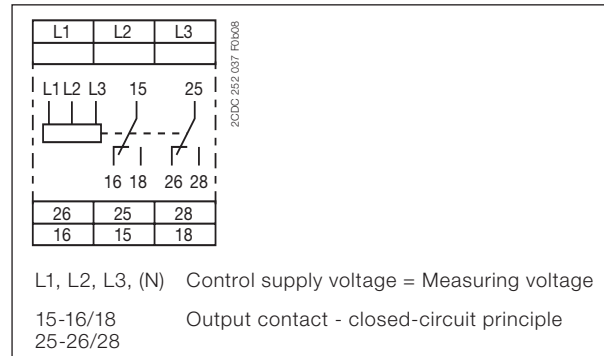 L1 L2 L3
2CDC 252 037 F0b08
L1 L2 L3 15 25
16 18 26 28
26 25 28
16 15 18
L1, L2, L3, (N) Control supply voltage = Measuring voltage
15-16/18 Output contact - closed-circuit principle
25-26/28